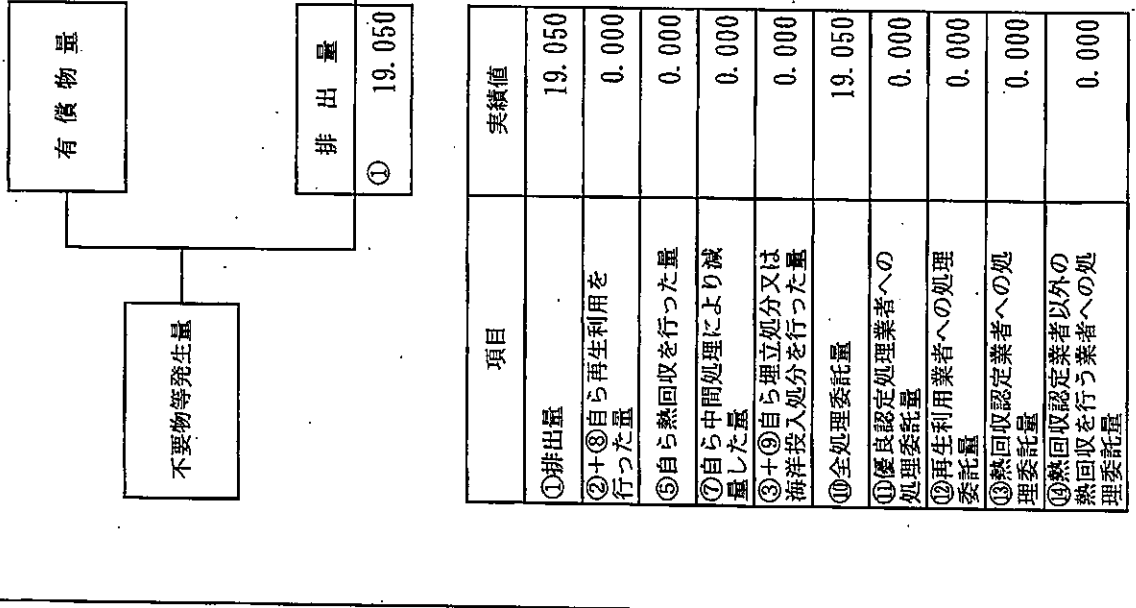 有償物量
不要物等発生量
排出量
① 19.050
項目 実績値
①排出量 19.050
②+⑧自ら再生利用を
行った量 0.000
⑤自ら熱回収を行った量 0.000
⑦自ら中間処理により減
量した量 0.000
③+⑨自ら埋立処分又は
海洋投入処分を行った量 0.000
⑩全処理委託量 19.050
⑪優良認定処理業者への
処理委託量 0.000
⑫再生利用業者への処理
委託量 0.000
⑬熱回収認定業者への処
理委託量 0.000
⑭熱回収認定業者以外の
熱回収を行う業者への処
理委託量 0.000